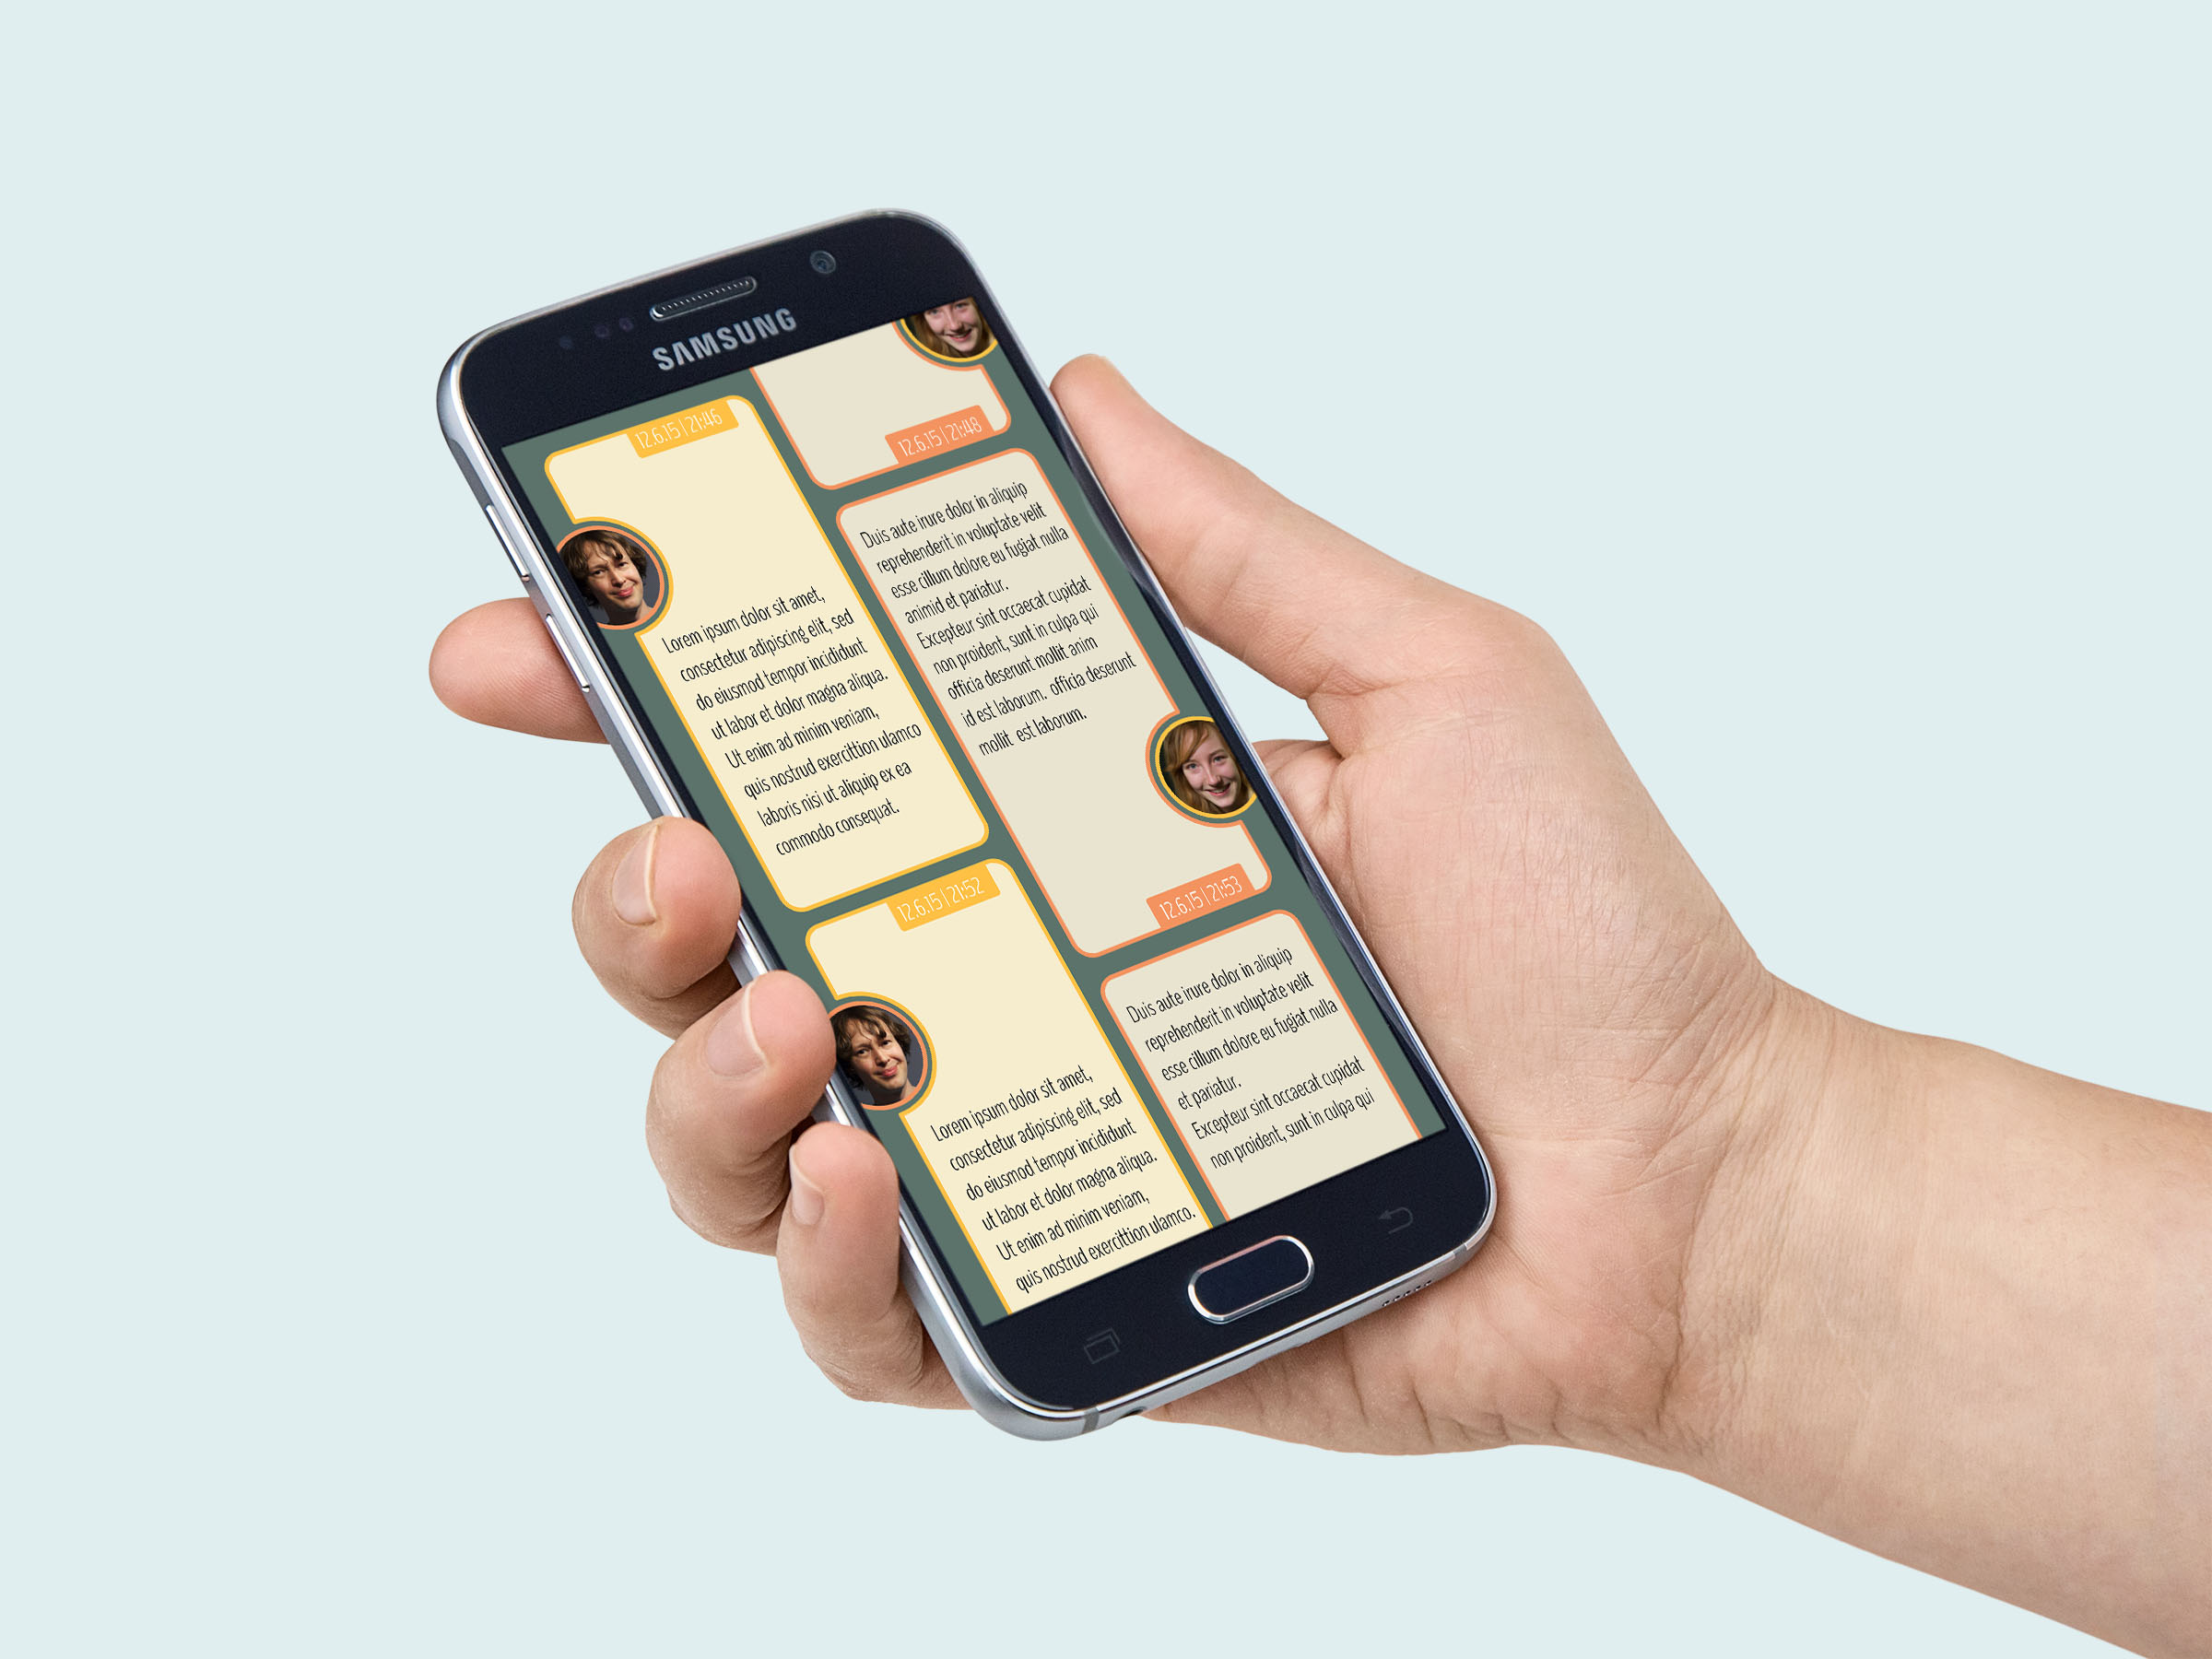 SAMSUNG
12.6.15 | 21:46
Lorem ipsum dolor sit amet,
consectetur adipiscing elit, sed
do eiusmod tempor incididunt
ut labor et dolor magna aliqua.
Ut enim ad minim veniam,
quis nostrud exercittion ulamco
laboris nisi ut aliquip ex ea
commodo consequat.
12.6.15 | 21:48
Duis aute irure dolor in aliquip
reprehenderit in voluptate velit
esse cillum dolore eu fugiat nulla
animid et pariatur.
Excepteur sint occaecat cupidat
non proident, sunt in culpa qui
officia deserunt mollit anim
id est laborum. officia deserunt
mollit est laborum.
12.6.15 | 21:52
Lorem ipsum dolor sit amet,
consectetur adipiscing elit, sed
do eiusmod tempor incididunt
ut labor et dolor magna aliqua.
Ut enim ad minim veniam,
quis nostrud exercittion ulamco.
12.6.15 | 21:53
Duis aute irure dolor in aliquip
reprehenderit in voluptate velit
esse cillum dolore eu fugiat nulla
et pariatur.
Excepteur sint occaecat cupidat
non proident, sunt in culpa qui